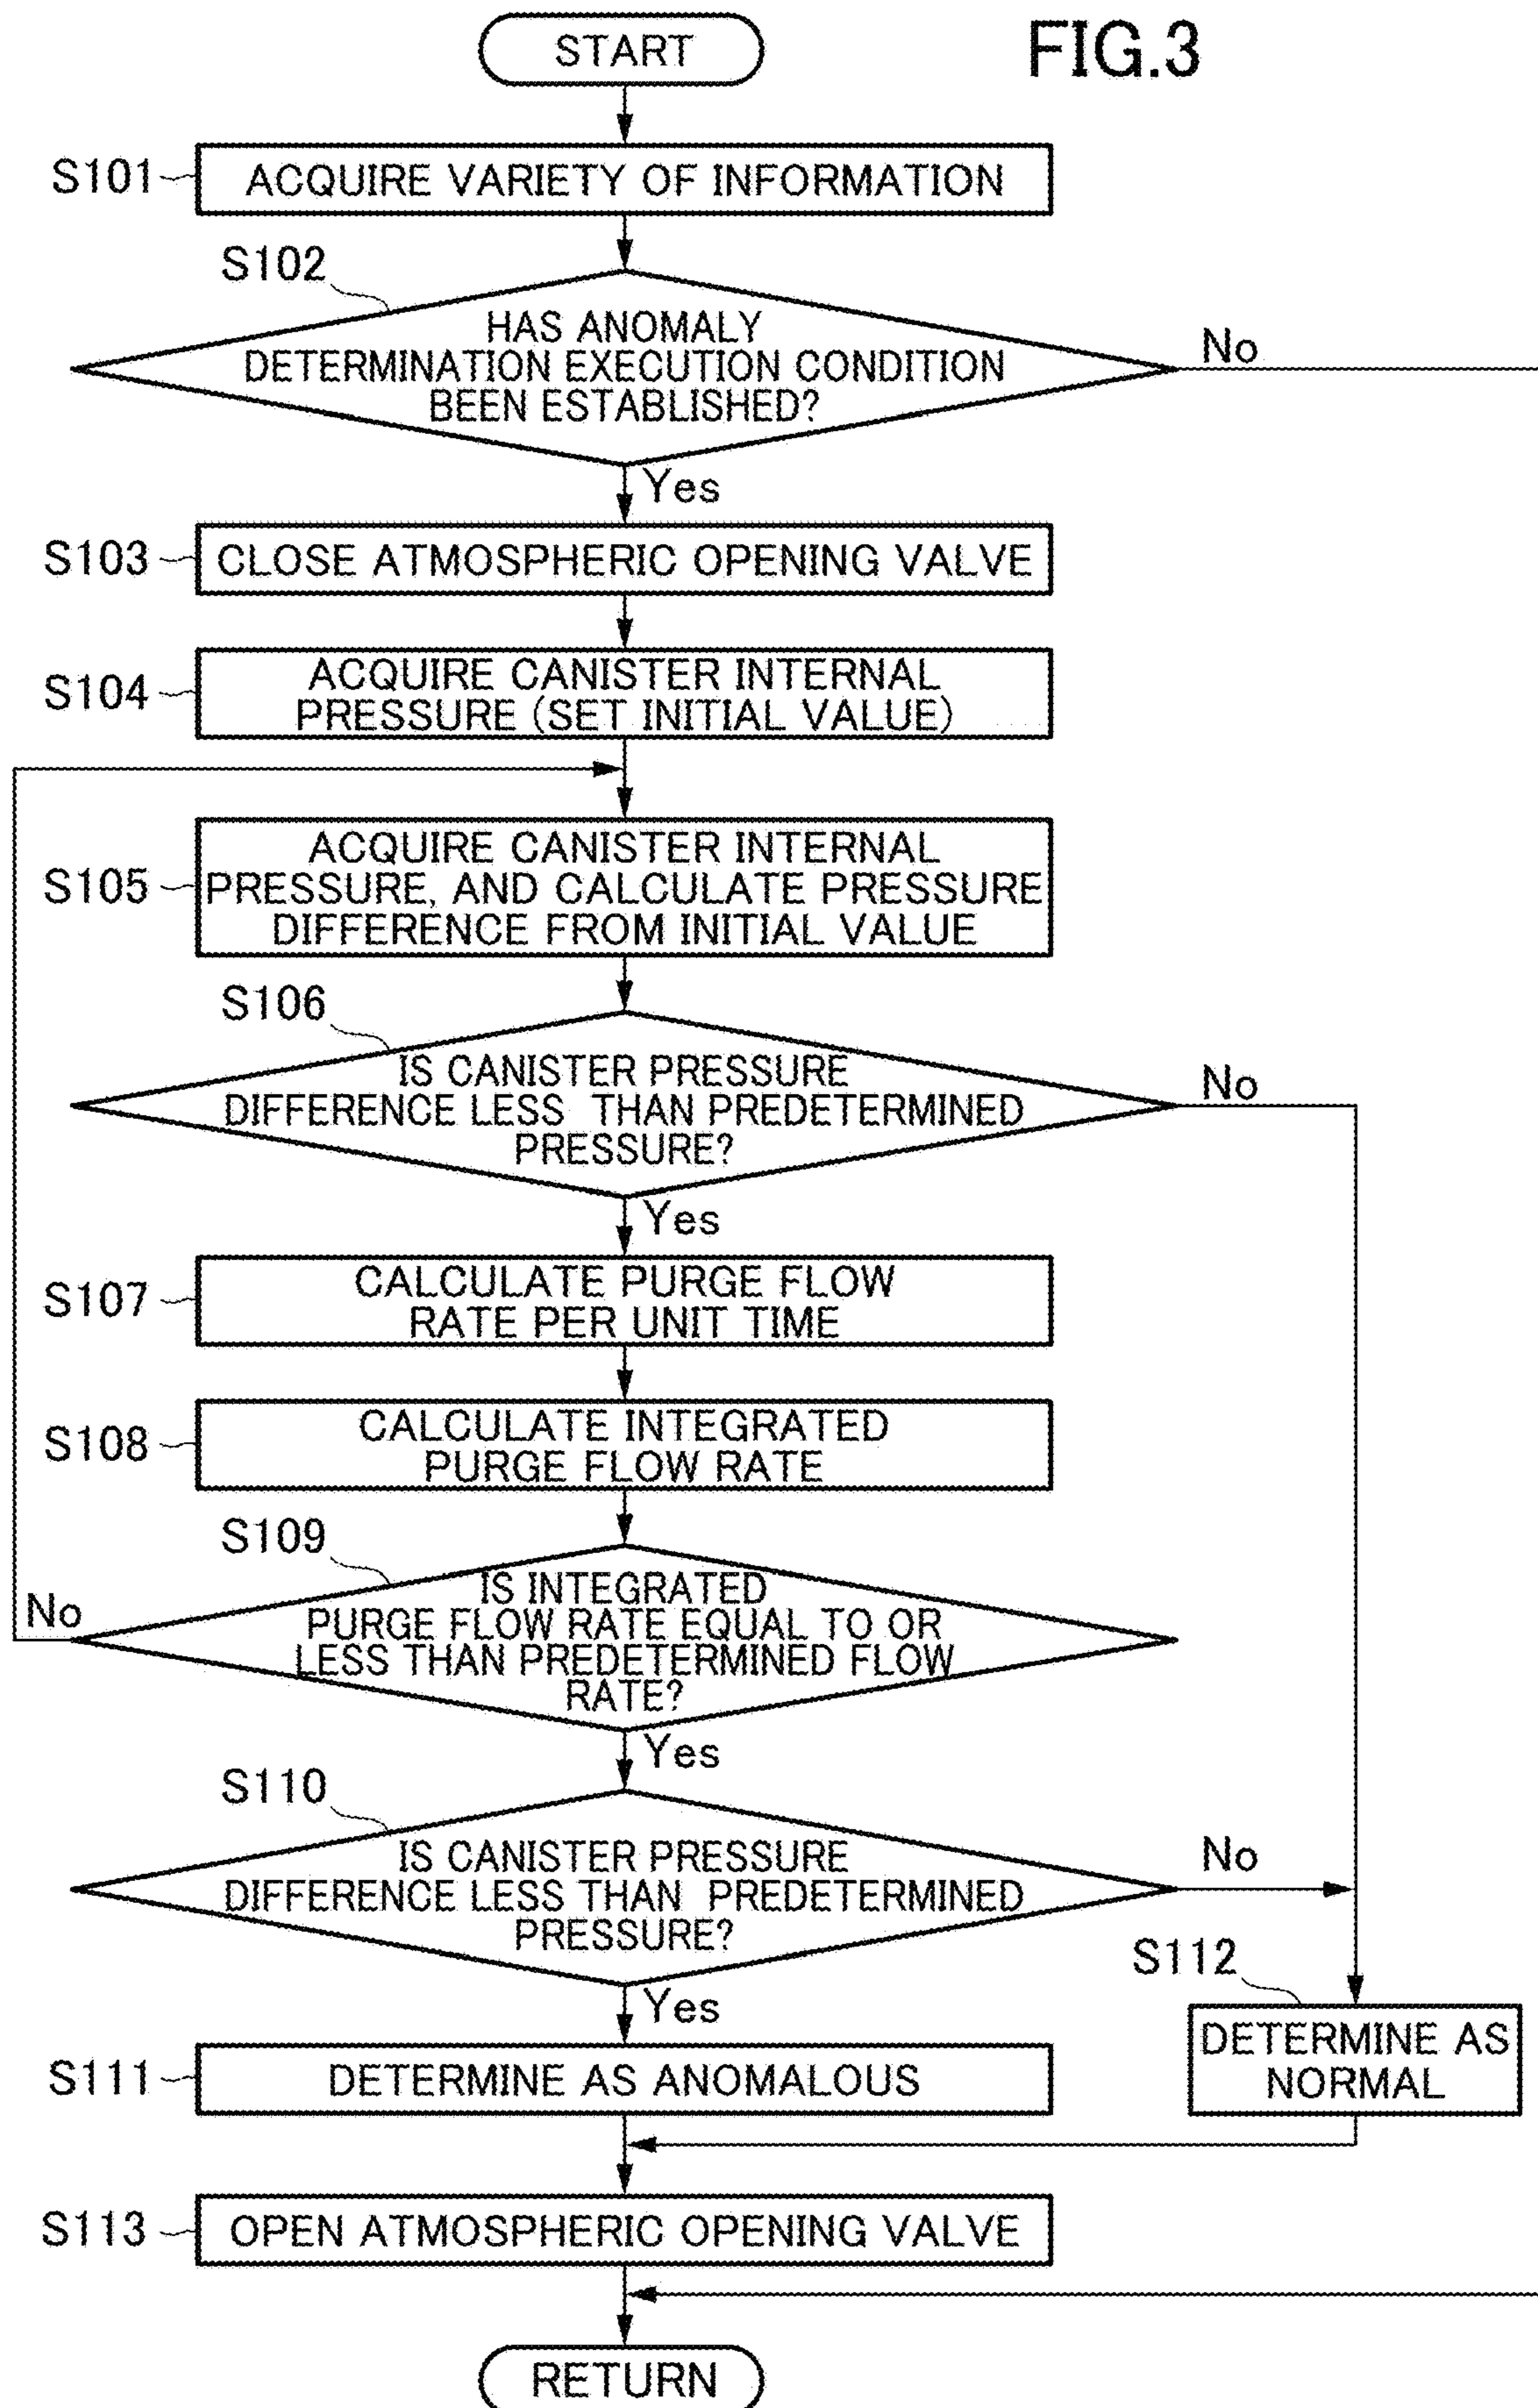 FIG.3
START
S101
ACQUIRE VARIETY OF INFORMATION
S102
HAS ANOMALY
DETERMINATION EXECUTION CONDITION
BEEN ESTABLISHED?
No
Yes
S103
CLOSE ATMOSPHERIC OPENING VALVE
S104
ACQUIRE CANISTER INTERNAL
PRESSURE (SET INITIAL VALUE)
S105
ACQUIRE CANISTER INTERNAL
PRESSURE, AND CALCULATE PRESSURE
DIFFERENCE FROM INITIAL VALUE
S106
IS CANISTER PRESSURE
DIFFERENCE LESS THAN PREDETERMINED
PRESSURE?
No
Yes
S107
CALCULATE PURGE FLOW
RATE PER UNIT TIME
S108
CALCULATE INTEGRATED
PURGE FLOW RATE
S109
IS INTEGRATED
PURGE FLOW RATE EQUAL TO OR
LESS THAN PREDETERMINED FLOW
RATE?
No
Yes
S110
IS CANISTER PRESSURE
DIFFERENCE LESS THAN PREDETERMINED
PRESSURE?
No
Yes
S111
DETERMINE AS ANOMALOUS
S112
DETERMINE AS
NORMAL
S113
OPEN ATMOSPHERIC OPENING VALVE
RETURN